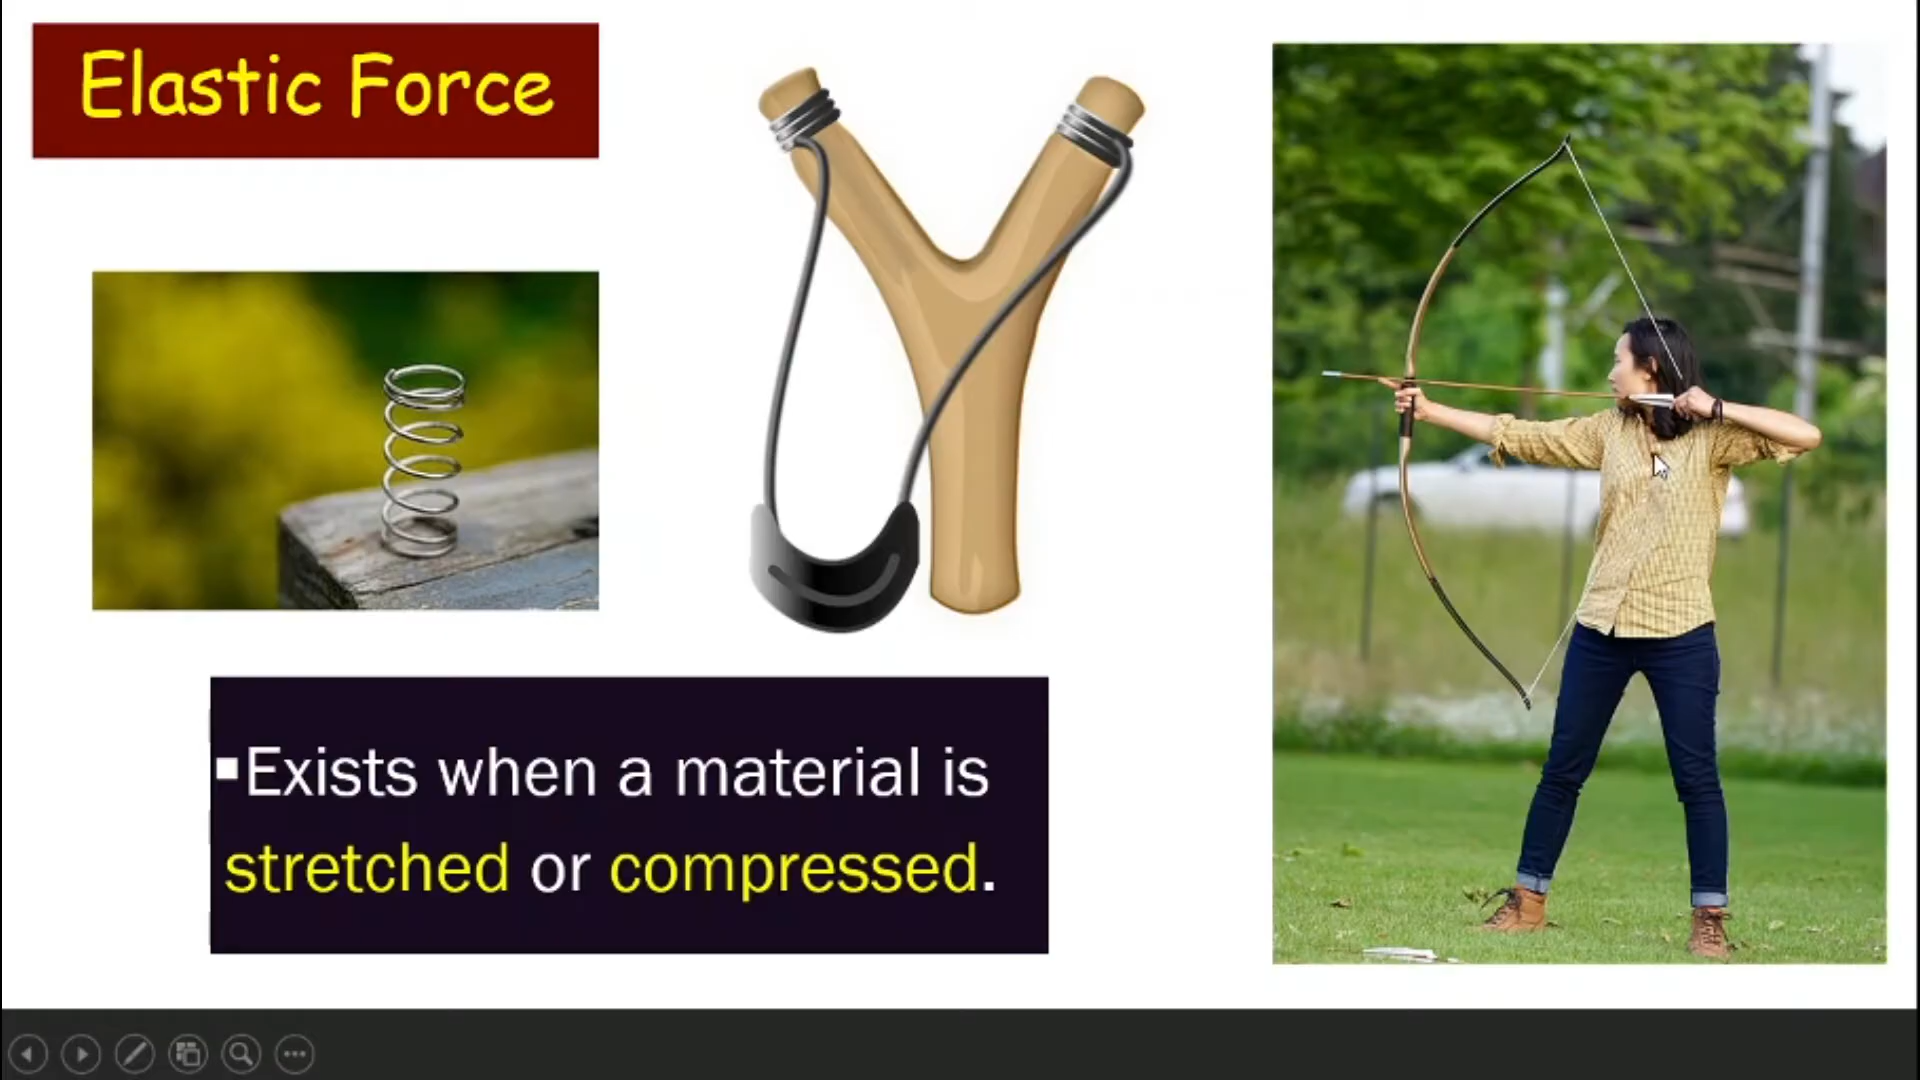 Elastic Force
▪Exists when a material is
stretched or compressed.